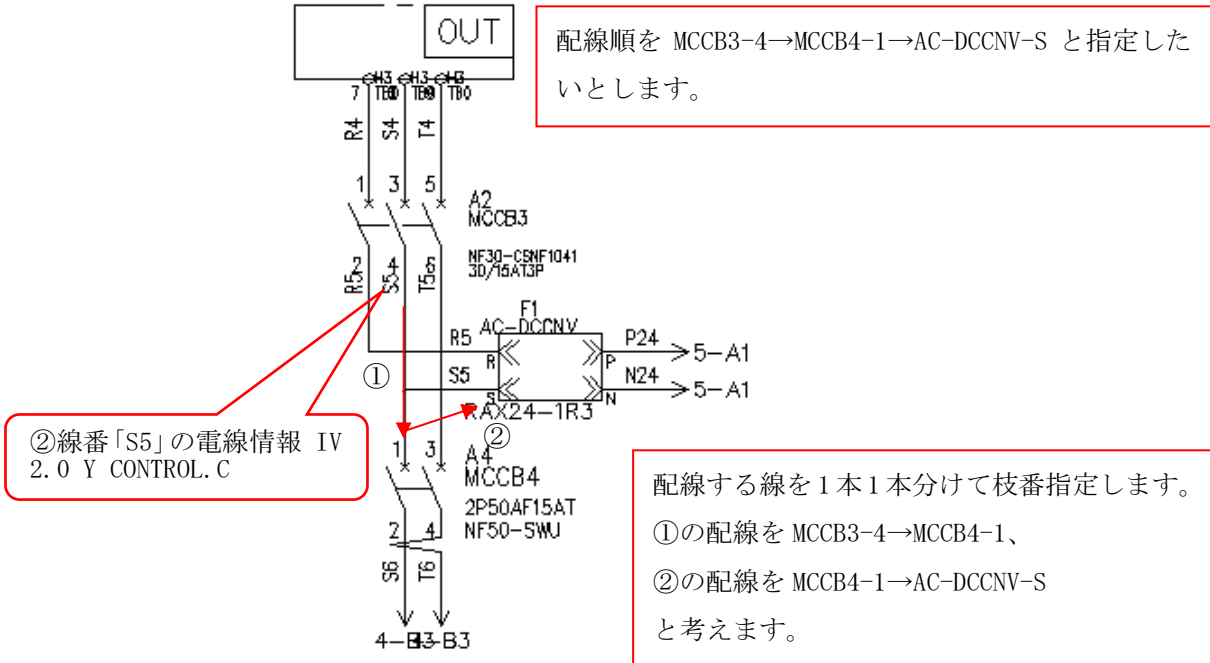 OUT
配線順を MCCB3-4→MCCB4-1→AC-DCCNV-S と指定した
いとします。
7
R4
S4
T4
1 3 5
A2
MCCB3
NF30-CSNF1041
3D/15AT3P
2 4 6
R5
S5
T5
F1
AC-DCCNV
R5
R
P
P24
5-A1
①
S5
S
N
N24
5-A1
RAX24-1R3
②
②線番「S5」の電線情報 IV
2.0 Y CONTROL.C
1 3
A4
MCCB4
2P50AF15AT
NF50-SWU
2 4
S6
T6
配線する線を1本1本分けて枝番指定します。
①の配線を MCCB3-4→MCCB4-1、
②の配線を MCCB4-1→AC-DCCNV-S
と考えます。